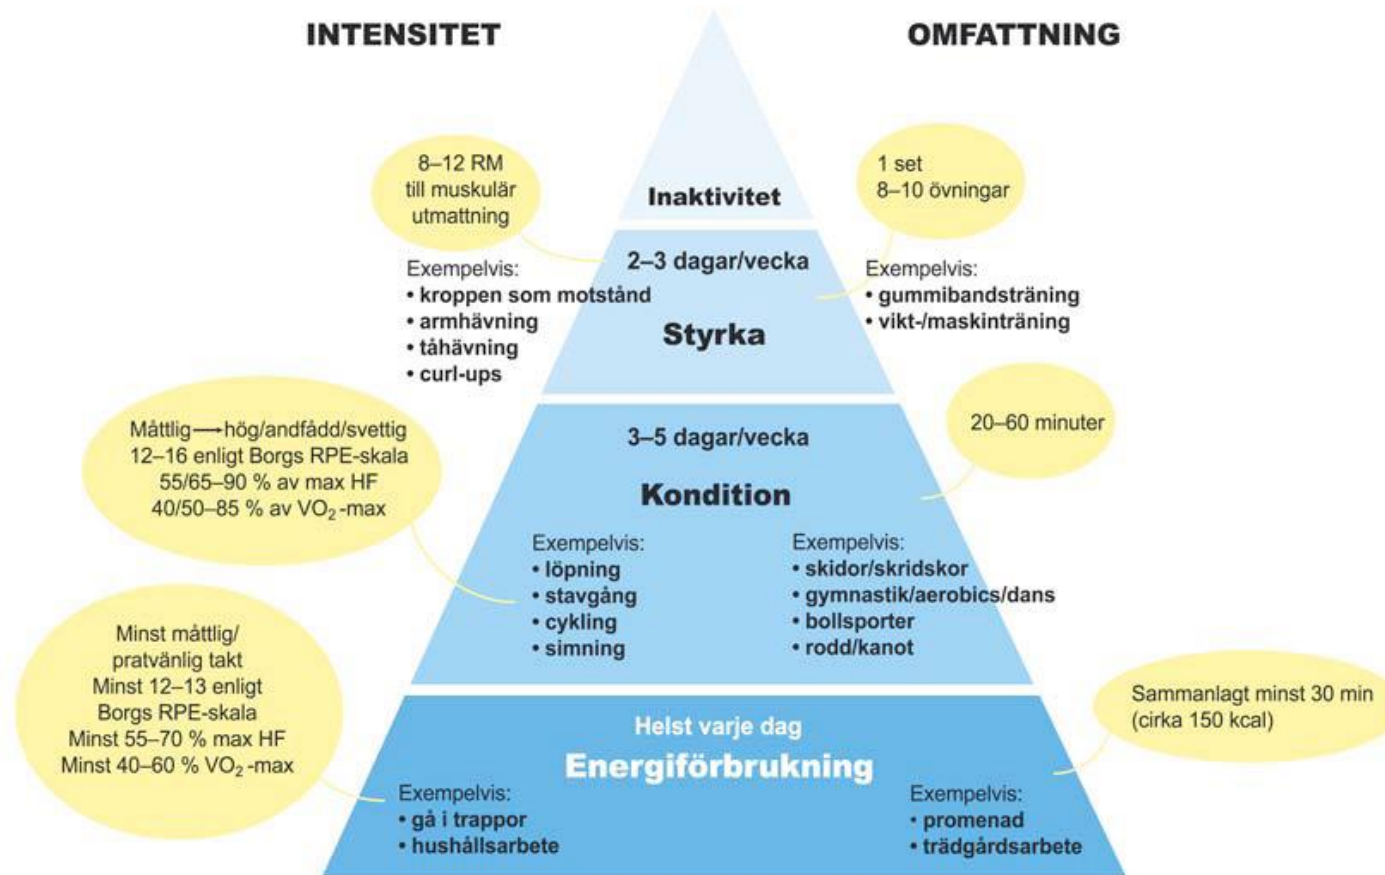 INTENSITET
OMFATTNING
Inaktivitet
8–12 RM
till muskulär
utmattning
1 set
8–10 övningar
2–3 dagar/vecka
Styrka
Exempelvis:
• kroppen som motstånd
• armhävning
• tåhävning
• curl-ups
Exempelvis:
• gummibandsträning
• vikt-/maskinträning
Måttlig→hög/andfådd/svettig
12–16 enligt Borgs RPE-skala
55/65–90 % av max HF
40/50–85 % av VO₂-max
20–60 minuter
3–5 dagar/vecka
Kondition
Exempelvis:
• löpning
• stavgång
• cykling
• simning
Exempelvis:
• skidor/skridskor
• gymnastik/aerobics/dans
• bollsporter
• rodd/kanot
Minst måttlig/
pratvänlig takt
Minst 12–13 enligt
Borgs RPE-skala
Minst 55–70 % max HF
Minst 40–60 % VO₂-max
Sammanlagt minst 30 min
(cirka 150 kcal)
Helst varje dag
Energiförbrukning
Exempelvis:
• gå i trappor
• hushållsarbete
Exempelvis:
• promenad
• trädgårdsarbete